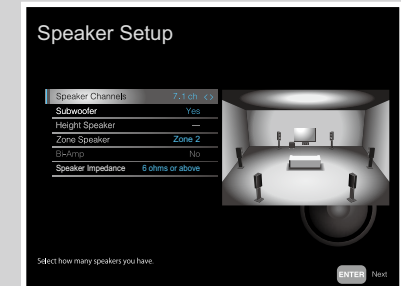 Speaker Setup
Speaker Channels 7.1 ch < >
Subwoofer Yes
Height Speaker ---
Zone Speaker Zone 2
Bi-Amp No
Speaker Impedance 6 ohms or above
Select how many speakers you have.
ENTER Next